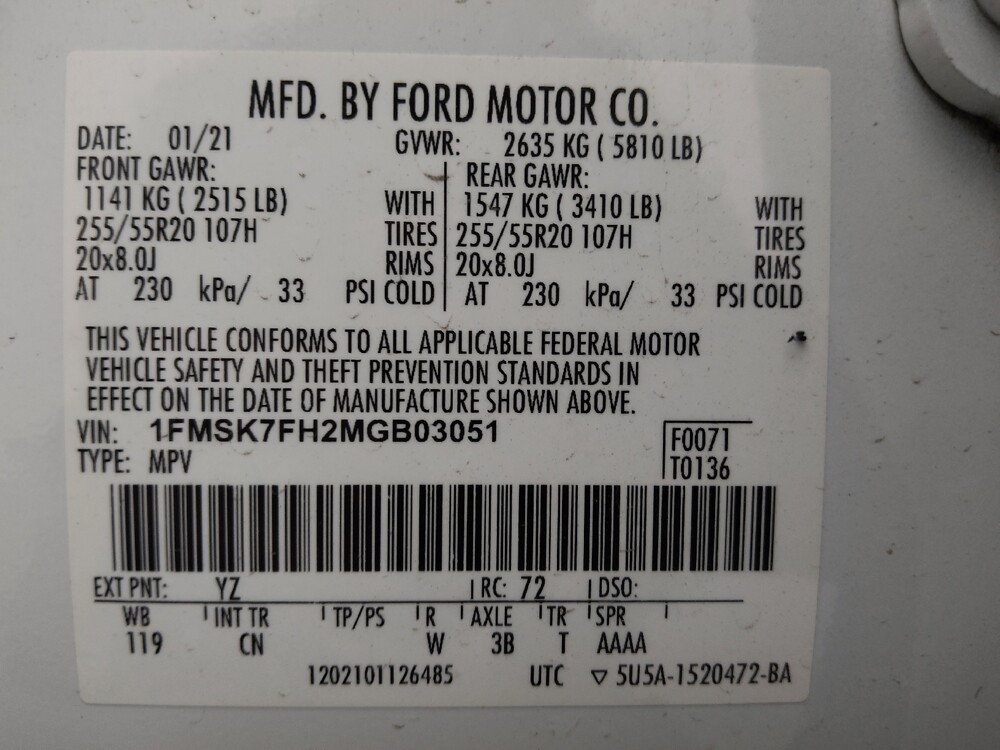 MFD. BY FORD MOTOR CO.
DATE: 01/21 GVWR: 2635 KG ( 5810 LB)
FRONT GAWR: REAR GAWR:
1141 KG ( 2515 LB) WITH 1547 KG ( 3410 LB) WITH
255/55R20 107H TIRES 255/55R20 107H TIRES
20x8.0J RIMS 20x8.0J RIMS
AT 230 kPa/ 33 PSI COLD AT 230 kPa/ 33 PSI COLD
THIS VEHICLE CONFORMS TO ALL APPLICABLE FEDERAL MOTOR
VEHICLE SAFETY AND THEFT PREVENTION STANDARDS IN
EFFECT ON THE DATE OF MANUFACTURE SHOWN ABOVE.
VIN: 1FMSK7FH2MGB03051 F0071
TYPE: MPV T0136
EXT PNT: YZ RC: 72 DSO:
WB INT TR TP/PS R AXLE TR SPR
119 CN W 3B T AAAA
1202101126485 UTC ▽ 5U5A-1520472-BA